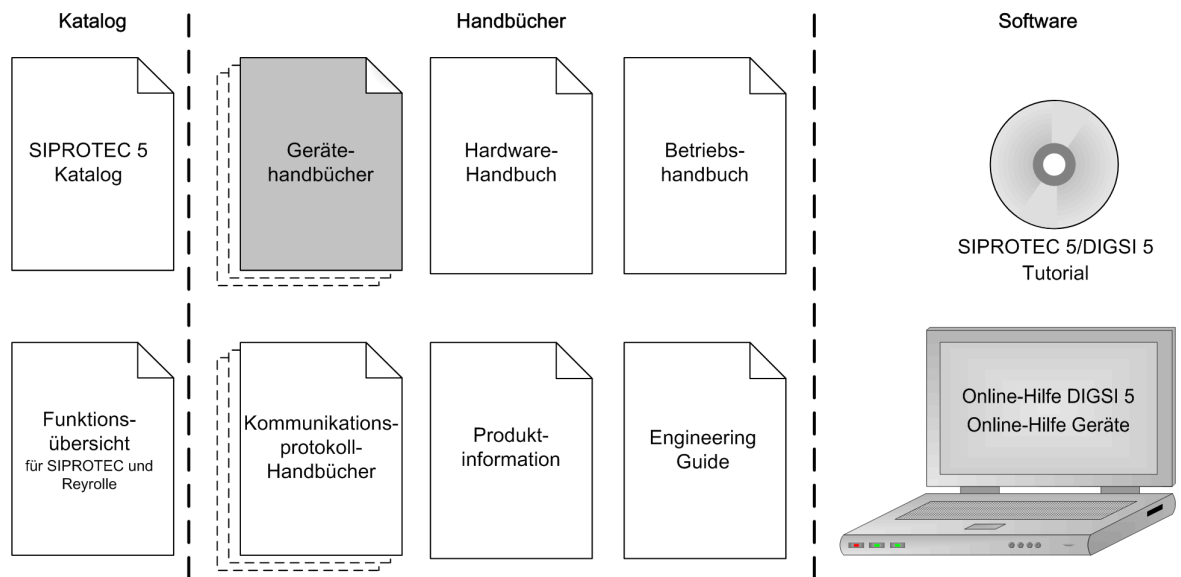 Katalog
Handbücher
Software
SIPROTEC 5
Katalog
Geräte-
handbücher
Hardware-
Handbuch
Betriebs-
handbuch
SIPROTEC 5/DIGSI 5
Tutorial
Funktions-
übersicht
für SIPROTEC und
Reyrolle
Kommunikations-
protokoll-
Handbücher
Produkt-
information
Engineering
Guide
Online-Hilfe DIGSI 5
Online-Hilfe Geräte